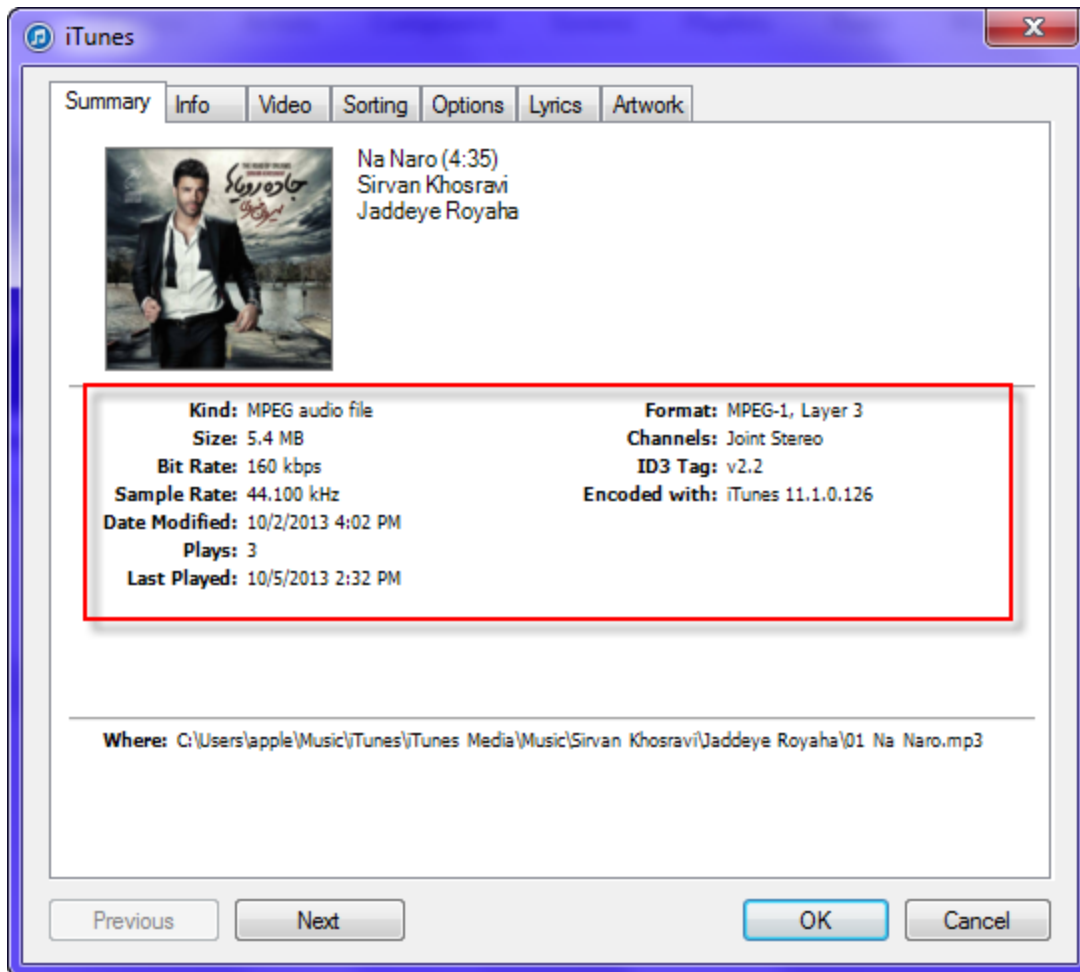 iTunes
Summary
Info
Video
Sorting
Options
Lyrics
Artwork
جاده رویاها
سیروان خسروی
Na Naro (4:35)
Sirvan Khosravi
Jaddeye Royaha
Kind: MPEG audio file
Size: 5.4 MB
Bit Rate: 160 kbps
Sample Rate: 44.100 kHz
Date Modified: 10/2/2013 4:02 PM
Plays: 3
Last Played: 10/5/2013 2:32 PM
Format: MPEG-1, Layer 3
Channels: Joint Stereo
ID3 Tag: v2.2
Encoded with: iTunes 11.1.0.126
Where: C:\Users\apple\Music\iTunes\iTunes Media\Music\Sirvan Khosravi\Jaddeye Royaha\01 Na Naro.mp3
Previous
Next
OK
Cancel